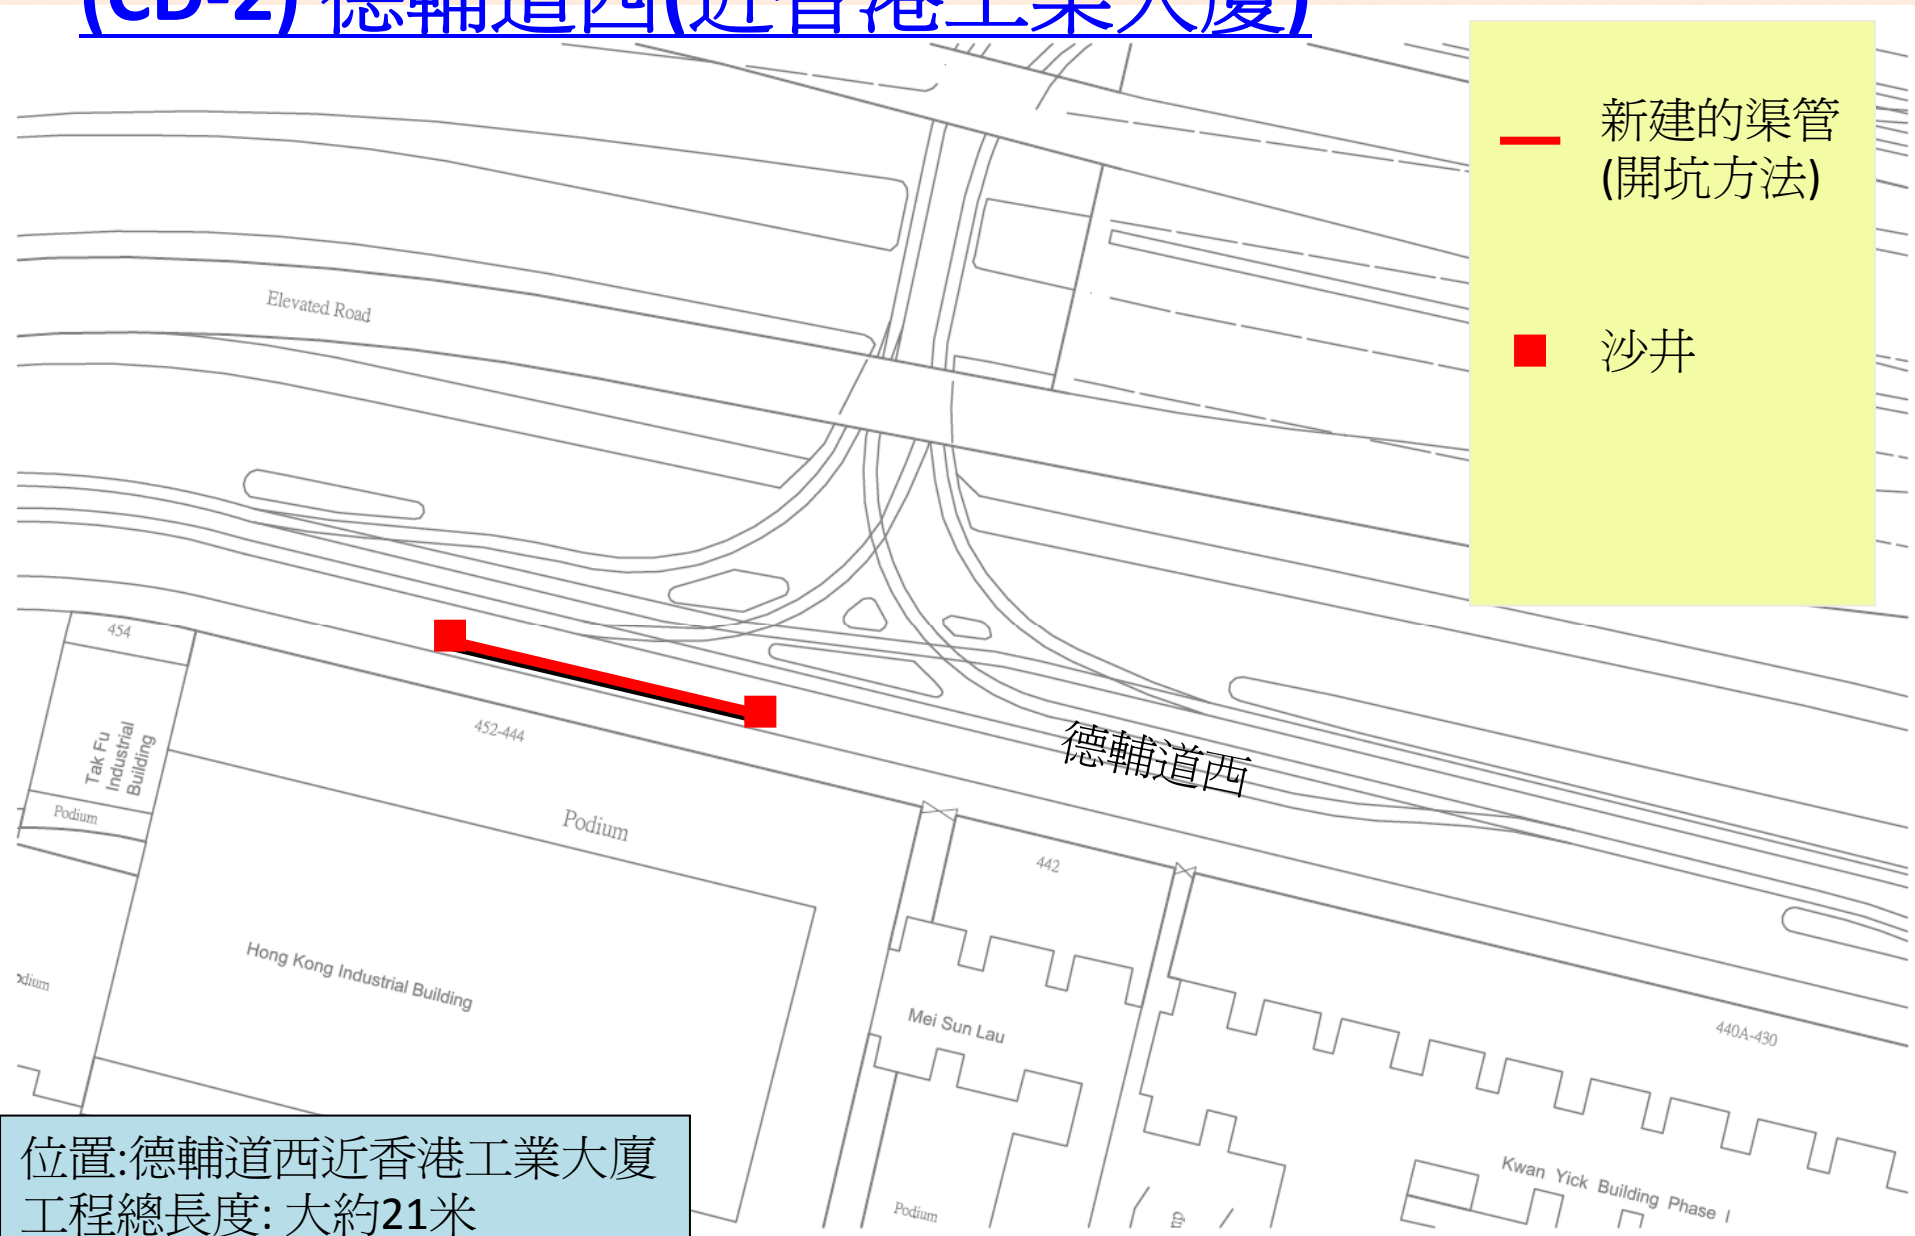 (CD-2) 德輔道西(近香港工業大廈)
新建的渠管
(開坑方法)
沙井
Elevated Road
454
Tak Fu
Industrial
Building
Podium
452-444
Podium
德輔道西
442
Hong Kong Industrial Building
Mei Sun Lau
440A-430
Kwan Yick Building Phase I
Podium
位置:德輔道西近香港工業大廈
工程總長度: 大約21米